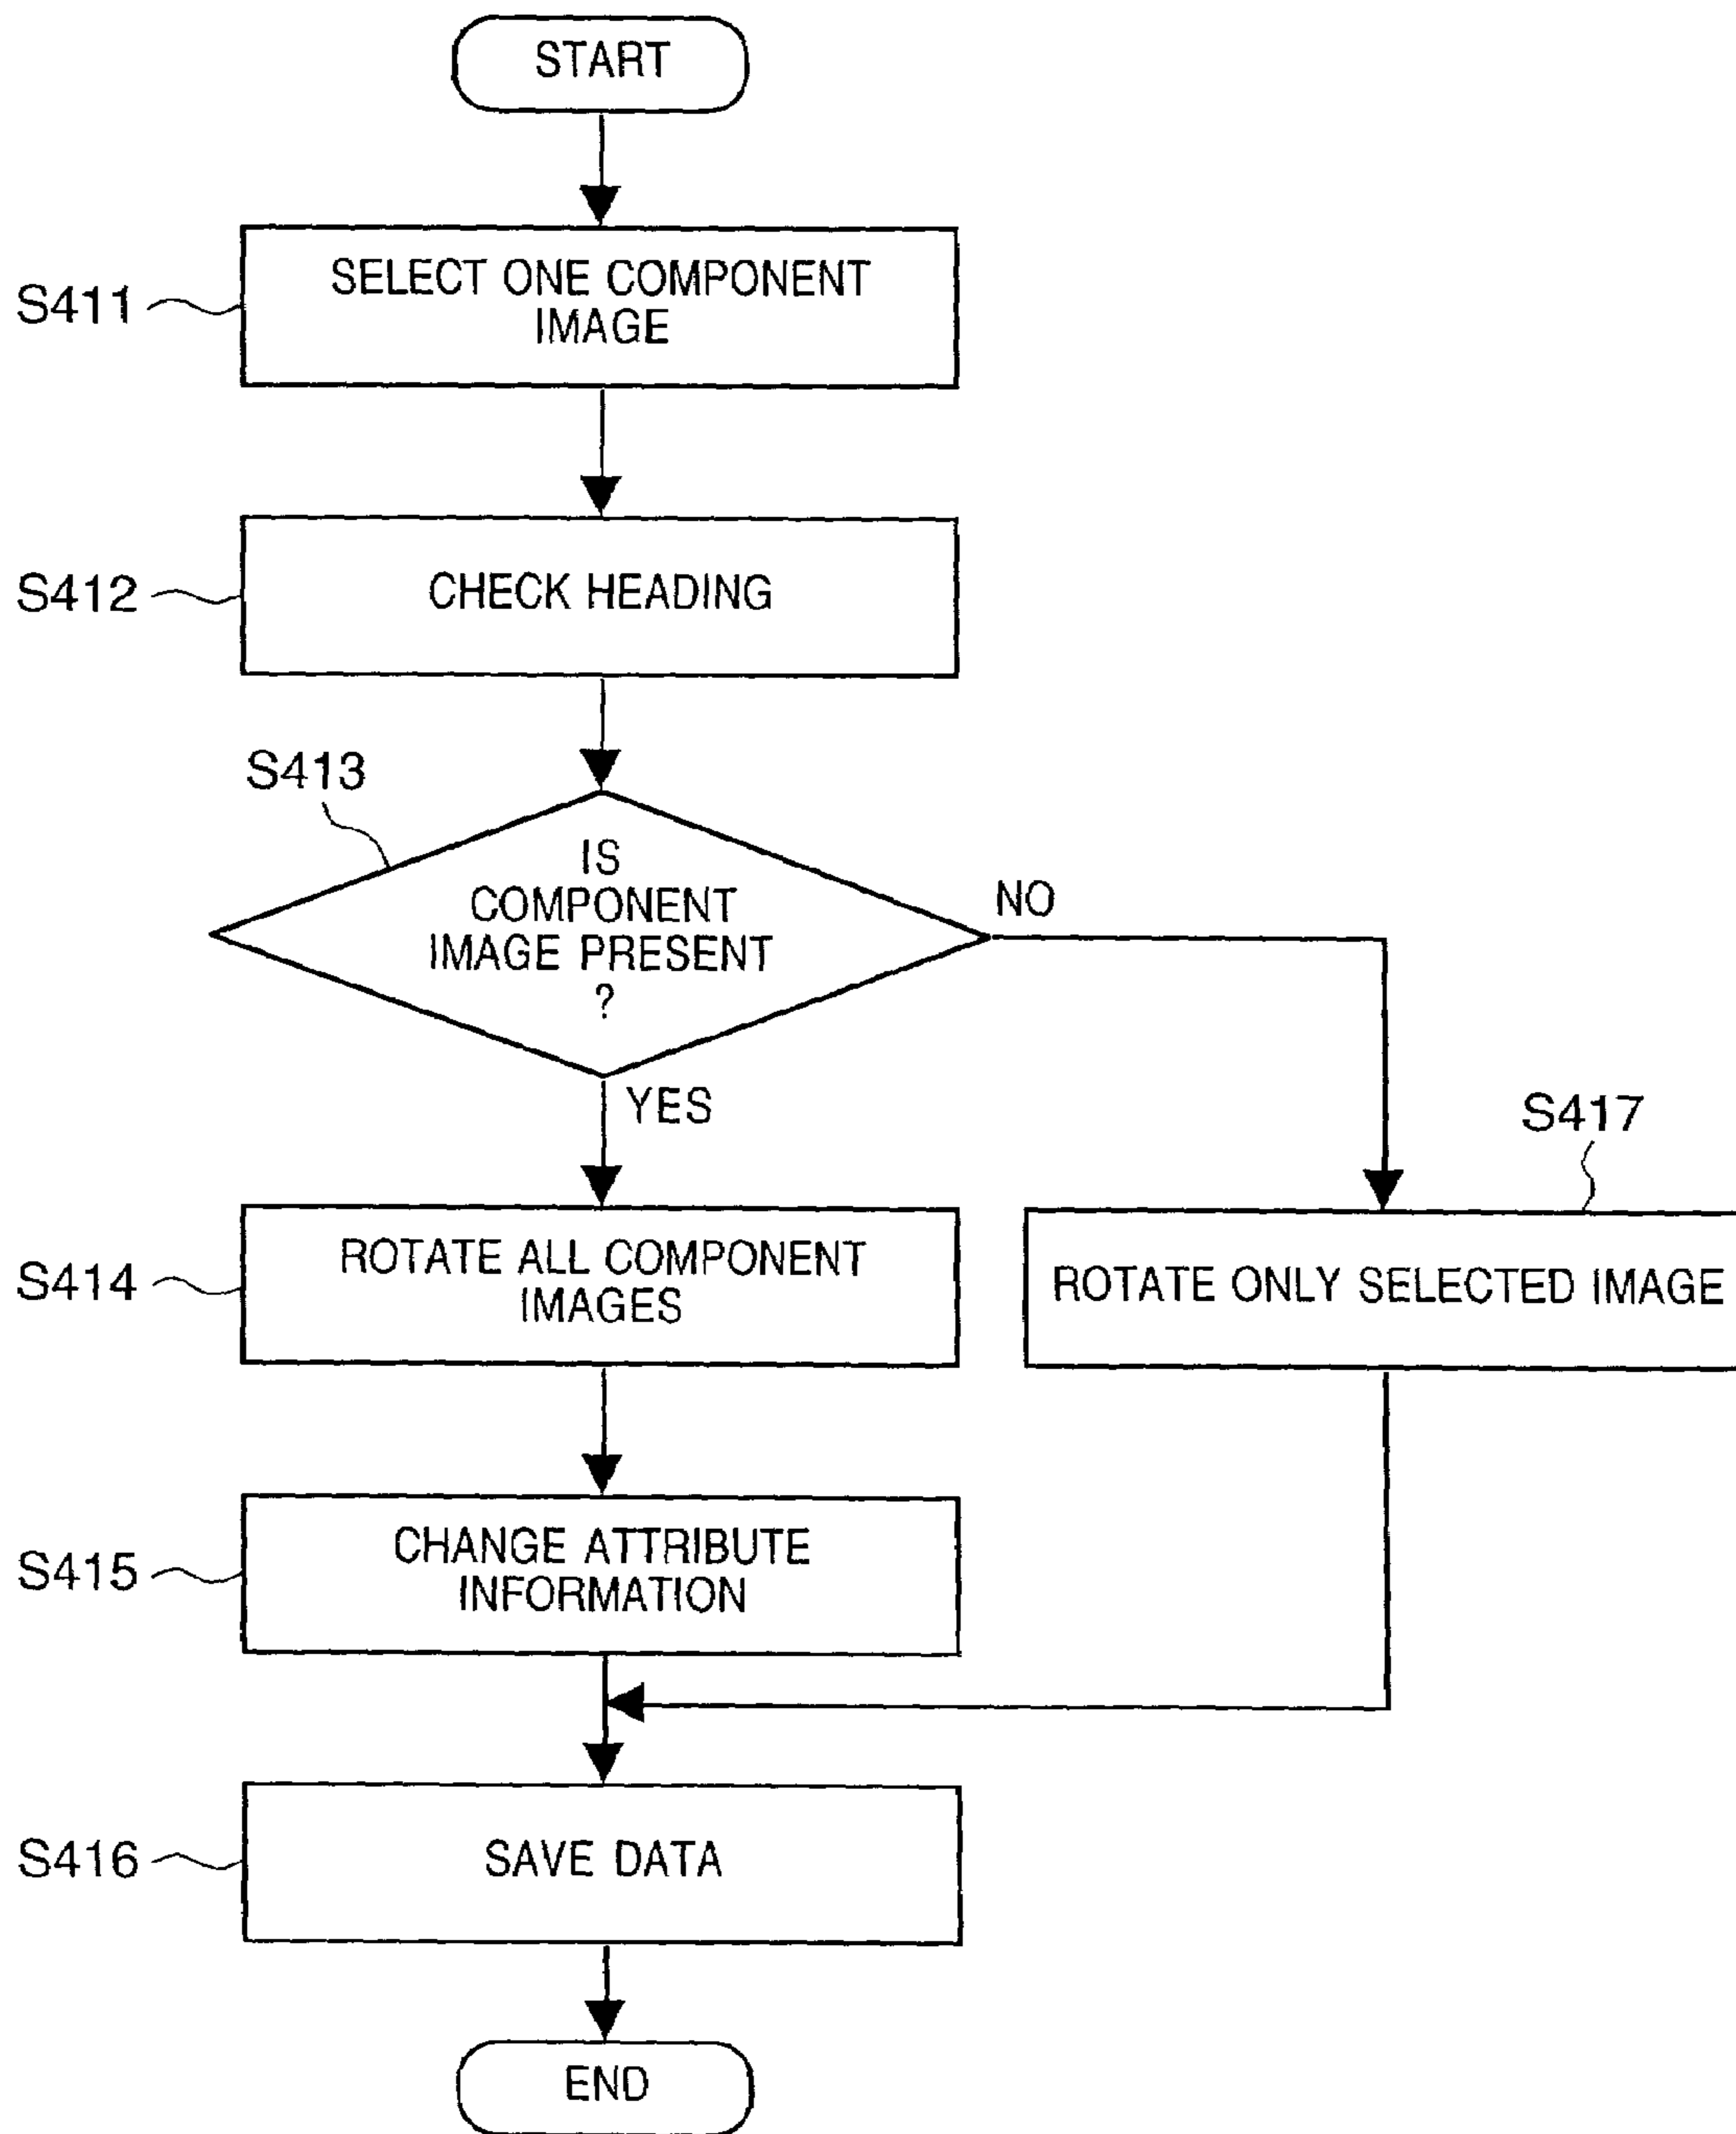 START
S411
SELECT ONE COMPONENT
IMAGE
S412
CHECK HEADING
S413
IS
COMPONENT
IMAGE PRESENT
?
NO
YES
S417
S414
ROTATE ALL COMPONENT
IMAGES
ROTATE ONLY SELECTED IMAGE
S415
CHANGE ATTRIBUTE
INFORMATION
S416
SAVE DATA
END